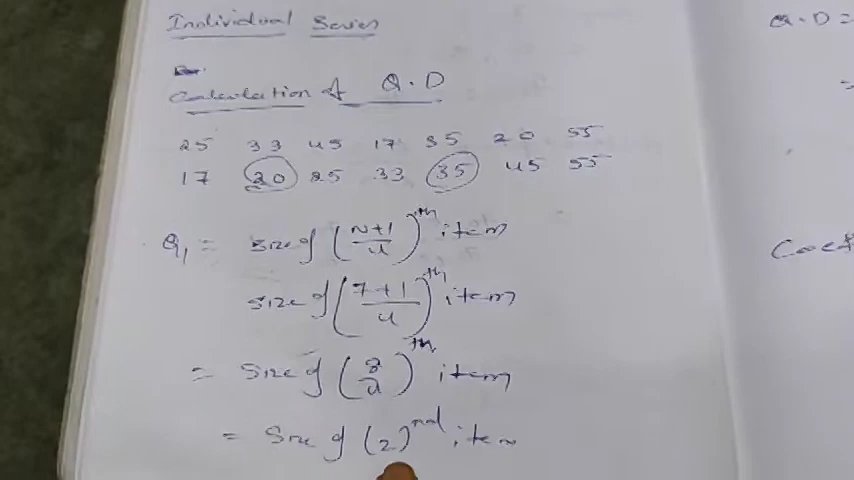 Individual Series
Calculation of Q.D
25 33 45 17 35 20 55
17 20 25 33 35 45 55
Q1 = Size of (N+1/4)th item
Size of (7+1/4)th item
= Size of (8/4)th item
= Size of (2)nd item
Q.D =
=
Coeff